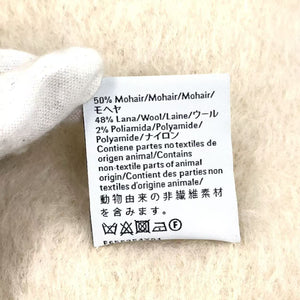 50% Mohair/Mohair/Mohair/
モヘヤ
48% Lana/Wool/Laine/ウール
2% Poliamida/Polyamide/
Polyamide/ナイロン
Contiene partes no textiles de
origen animal/Contains
non-textile parts of animal
origin/Contient des parties non
textiles d'origine animale/
動物由来の非繊維素材
を含みます。